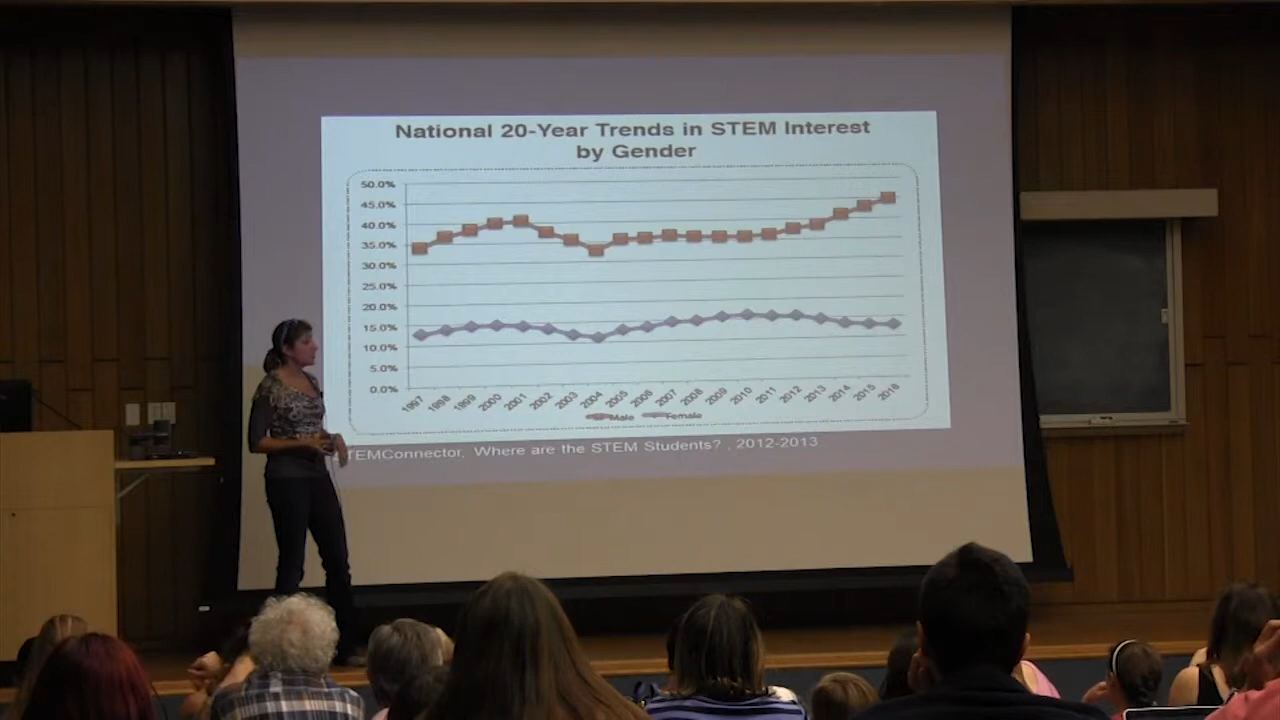 National 20-Year Trends in STEM Interest
by Gender
50.0%
45.0%
40.0%
35.0%
30.0%
25.0%
20.0%
15.0%
10.0%
5.0%
0.0%
1997 1998 1999 2000 2001 2002 2003 2004 2005 2006 2007 2008 2009 2010 2011 2012 2013 2014 2015 2016
Male Female
TEMConnector, Where are the STEM Students? , 2012-2013